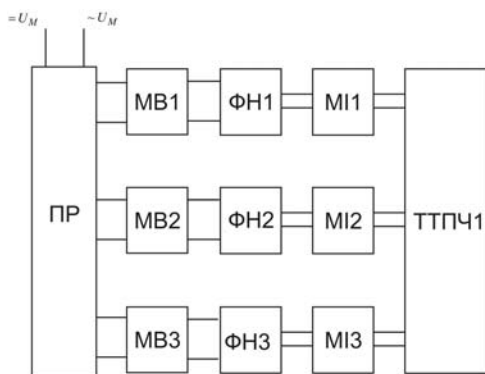 =U_M ~U_M
ПР
МВ1 ФН1 МІ1
МВ2 ФН2 МІ2
МВ3 ФН3 МІ3
ТТПЧ1